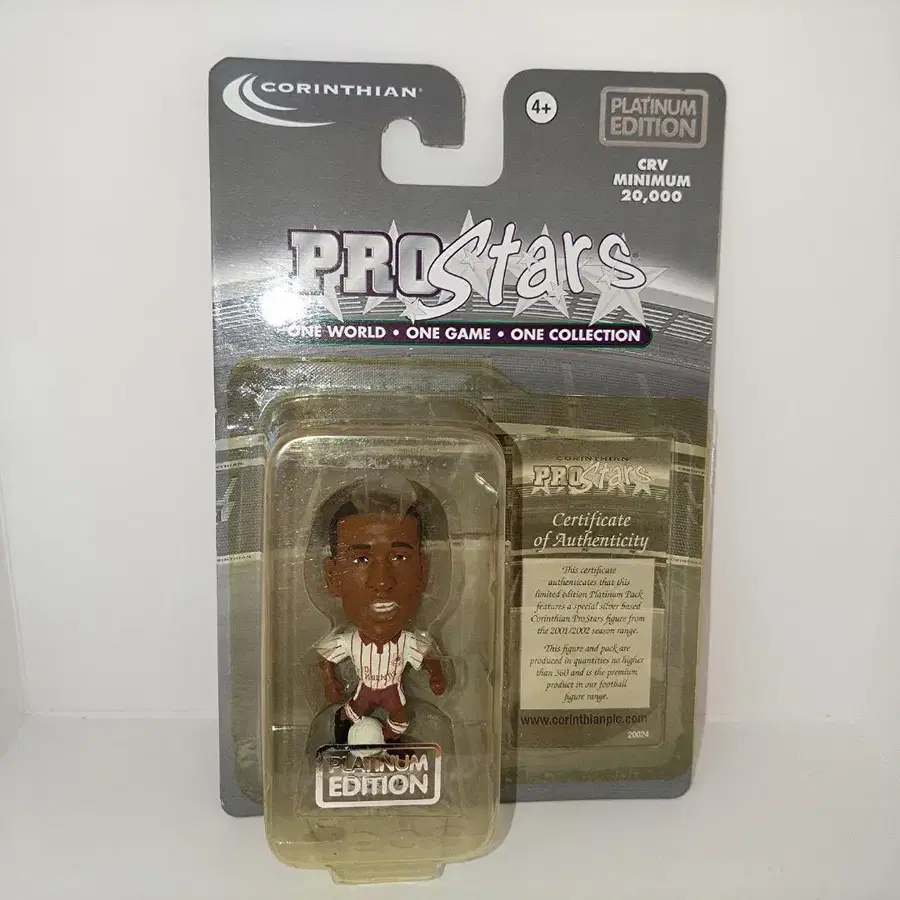 CORINTHIAN
4+
PLATINUM
EDITION
CRV
MINIMUM
20,000
PROStars
ONE WORLD • ONE GAME • ONE COLLECTION
CORINTHIAN
PROStars
Certificate
of Authenticity
This certificate
authenticates that this
limited edition Platinum Pack
features a special silver based
Corinthian ProStars figure from
the 2001/2002 season range.
This figure and pack are
produced in quantities no higher
than 360 and is the premium
product in our football
figure range.
www.corinthianplc.com
20024
PLATINUM
EDITION